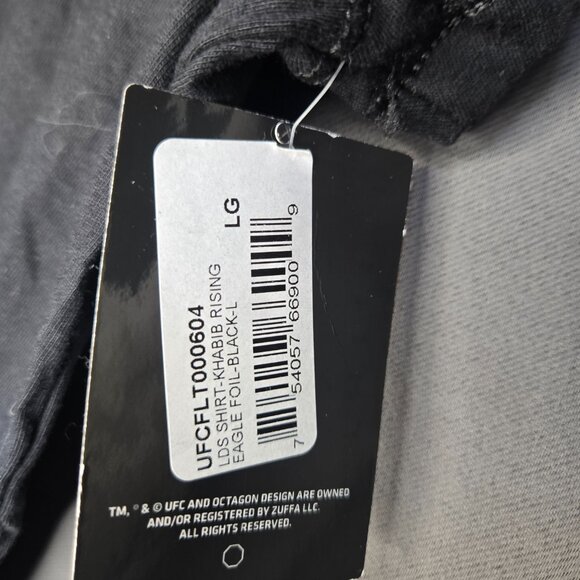 UFCFLT000604
LDS SHIRT-KHABIB RISING
EAGLE FOIL-BLACK-L
LG
7 54057 66900 9
TM, ° & © UFC AND OCTAGON DESIGN ARE OWNED
AND/OR REGISTERED BY ZUFFA LLC.
ALL RIGHTS RESERVED.